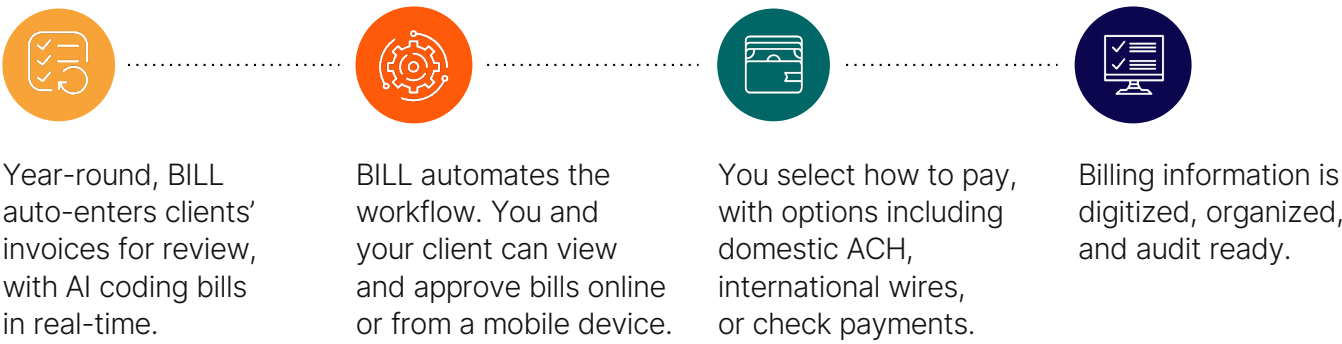 Year-round, BILL
auto-enters clients’
invoices for review,
with AI coding bills
in real-time.
BILL automates the
workflow. You and
your client can view
and approve bills online
or from a mobile device.
You select how to pay,
with options including
domestic ACH,
international wires,
or check payments.
Billing information is
digitized, organized,
and audit ready.